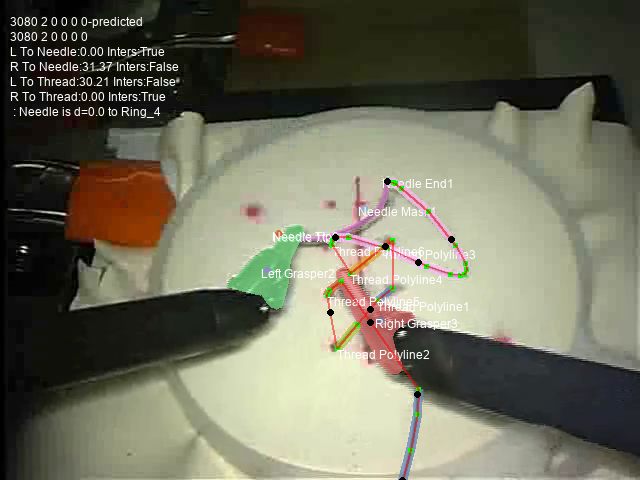 3080 2 0 0 0 0-predicted
3080 2 0 0 0 0
L To Needle:0.00 Inters:True
R To Needle:31.37 Inters:False
L To Thread:30.21 Inters:False
R To Thread:0.00 Inters:True
: Needle is d=0.0 to Ring_4
Needle End1
Needle Mask1
Needle Tip
Thread Polyline3
Left Grasper2
Thread Polyline4
Thread Polyline1
Right Grasper3
Thread Polyline2